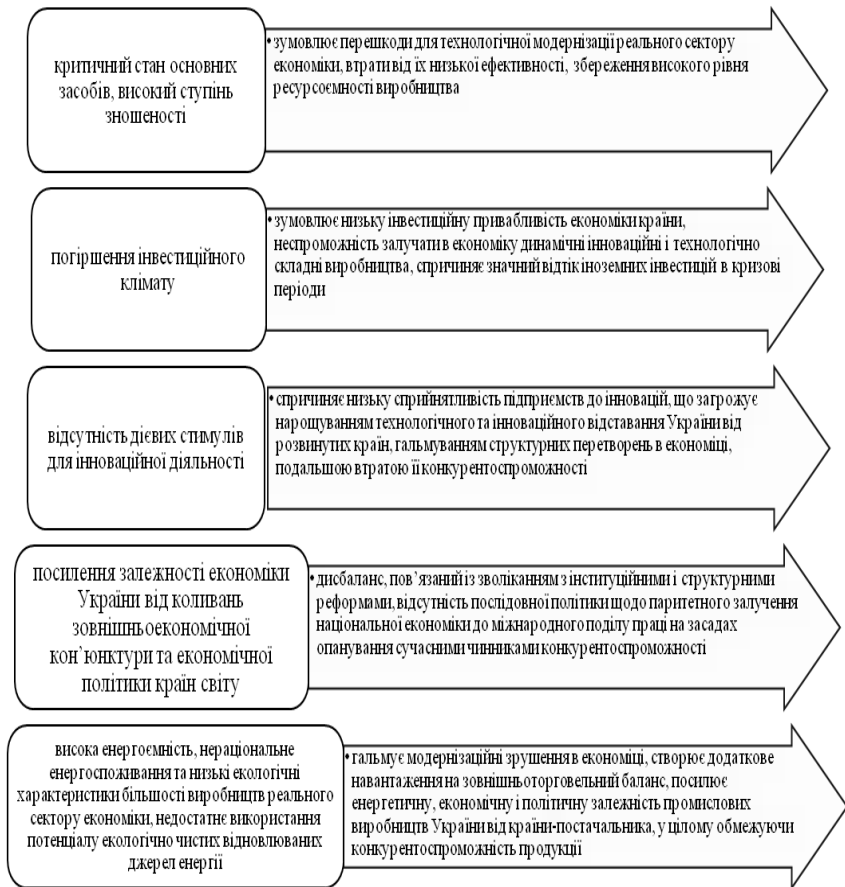 критичний стан основних
засобів, високий ступінь
зношеності
• зумовлює перешкоди для технологічної модернізації реального сектору
економіки, втрати від їх низької ефективності, збереження високого рівня
ресурсоємності виробництва
погіршення інвестиційного
клімату
• зумовлює низьку інвестиційну привабливість економіки країни,
неспроможність залучати в економіку динамічні інноваційні і технологічно
складні виробництва, спричиняє значний відтік іноземних інвестицій в кризові
періоди
відсутність дієвих стимулів
для інноваційної діяльності
• спричиняє низьку сприйнятливість підприємств до інновацій, що загрожує
нарощуванням технологічного та інноваційного відставання України від
розвинутих країн, гальмуванням структурних перетворень в економіці,
подальшою втратою її конкурентоспроможності
посилення залежності економіки
України від коливань
зовнішньоекономічної
кон’юнктури та економічної
політики країн світу
• дисбаланс, пов’язаний із зволіканням з інституційними і структурними
реформами, відсутність послідовної політики щодо паритетного залучення
національної економіки до міжнародного поділу праці на засадах
опанування сучасними чинниками конкурентоспроможності
висока енергоємність, нераціональне
енергоспоживання та низькі екологічні
характеристики більшості виробництв реального
сектору економіки, недостатнє використання
потенціалу екологічно чистих відновлюваних
джерел енергії
• гальмує модернізаційні зрушення в економіці, створює додаткове
навантаження на зовнішньоторговельний баланс, посилює
енергетичну, економічну і політичну залежність промислових
виробництв України від країни-постачальника, у цілому обмежуючи
конкурентоспроможність продукції